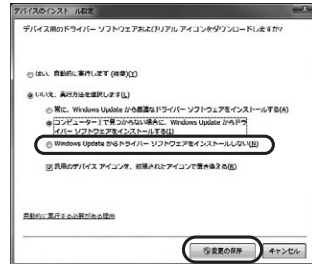 デバイスのインストール設定
デバイス用のドライバー ソフトウェアおよびリアル アイコンをダウンロードしますか?
はい、自動的に実行します (推奨)(Y)
いいえ、実行方法を選択します(L)
常に、Windows Update から最適なドライバー ソフトウェアをインストールする(A)
コンピューター上で見つからない場合に、Windows Update からドラ
イバー ソフトウェアをインストールする(I)
Windows Update からドライバー ソフトウェアをインストールしない(N)
汎用のデバイス アイコンを、拡張されたアイコンで置き換える(R)
自動的に実行する必要がある理由
変更の保存
キャンセル